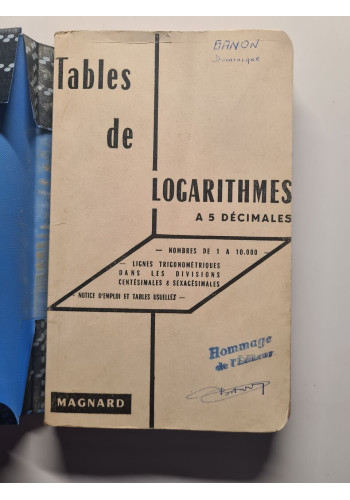 GANON
Dominique
Tables
de
LOGARITHMES
A 5 DÉCIMALES
— NOMBRES DE 1 A 10.000 —
— LIGNES TRIGONOMÉTRIQUES
DANS LES DIVISIONS
CENTÉSIMALES & SEXAGÉSIMALES
— NOTICE D'EMPLOI ET TABLES USUELLES —
Hommage
de l'Éditeur
MAGNARD